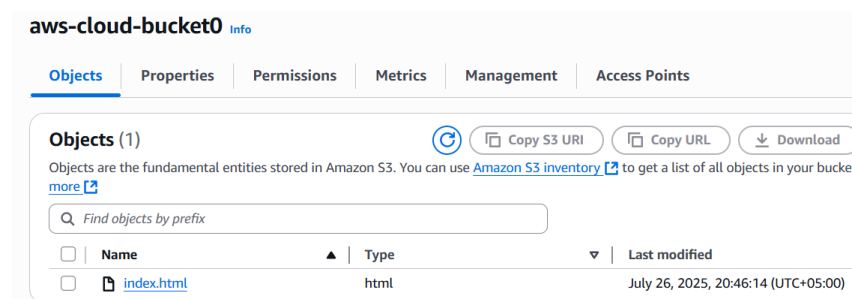 aws-cloud-bucket0 Info
Objects Properties Permissions Metrics Management Access Points
Objects (1) Copy S3 URI Copy URL Download
Objects are the fundamental entities stored in Amazon S3. You can use Amazon S3 inventory to get a list of all objects in your bucke
more
Find objects by prefix
Name Type Last modified
index.html html July 26, 2025, 20:46:14 (UTC+05:00)